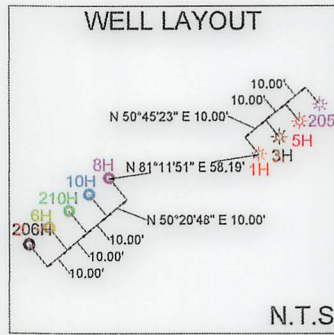 WELL LAYOUT
10.00'
10.00'
205
N 50°45'23" E 10.00'
5H
8H
N 81°11'51" E 58.19'
3H
1H
10H
210H
N 50°20'48" E 10.00'
6H
10.00'
206H
10.00'
10.00'
N.T.S